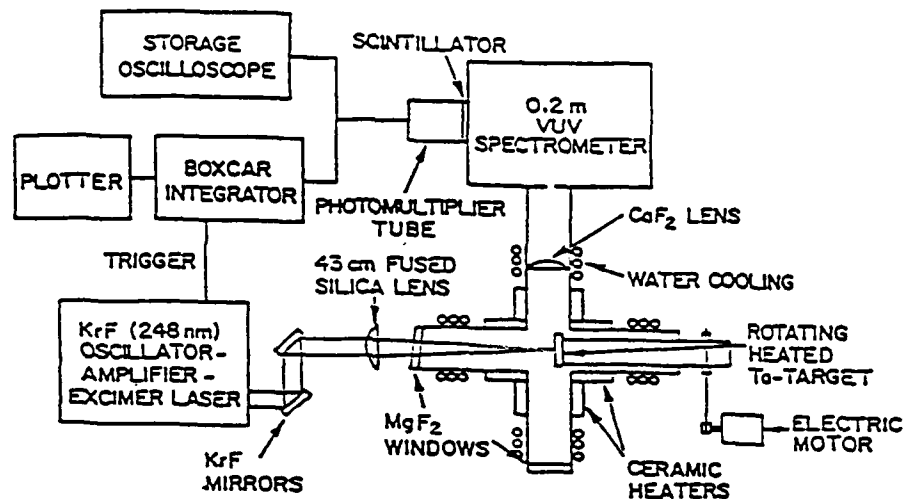 STORAGE
OSCILLOSCOPE
SCINTILLATOR
0.2 m
VUV
SPECTROMETER
PLOTTER
BOXCAR
INTEGRATOR
PHOTOMULTIPLIER
TUBE
CaF2 LENS
TRIGGER
43 cm FUSED
SILICA LENS
WATER COOLING
KrF (248 nm)
OSCILLATOR-
AMPLIFIER-
EXCIMER LASER
ROTATING
HEATED
Ta-TARGET
MgF2
WINDOWS
KrF
MIRRORS
CERAMIC
HEATERS
ELECTRIC
MOTOR